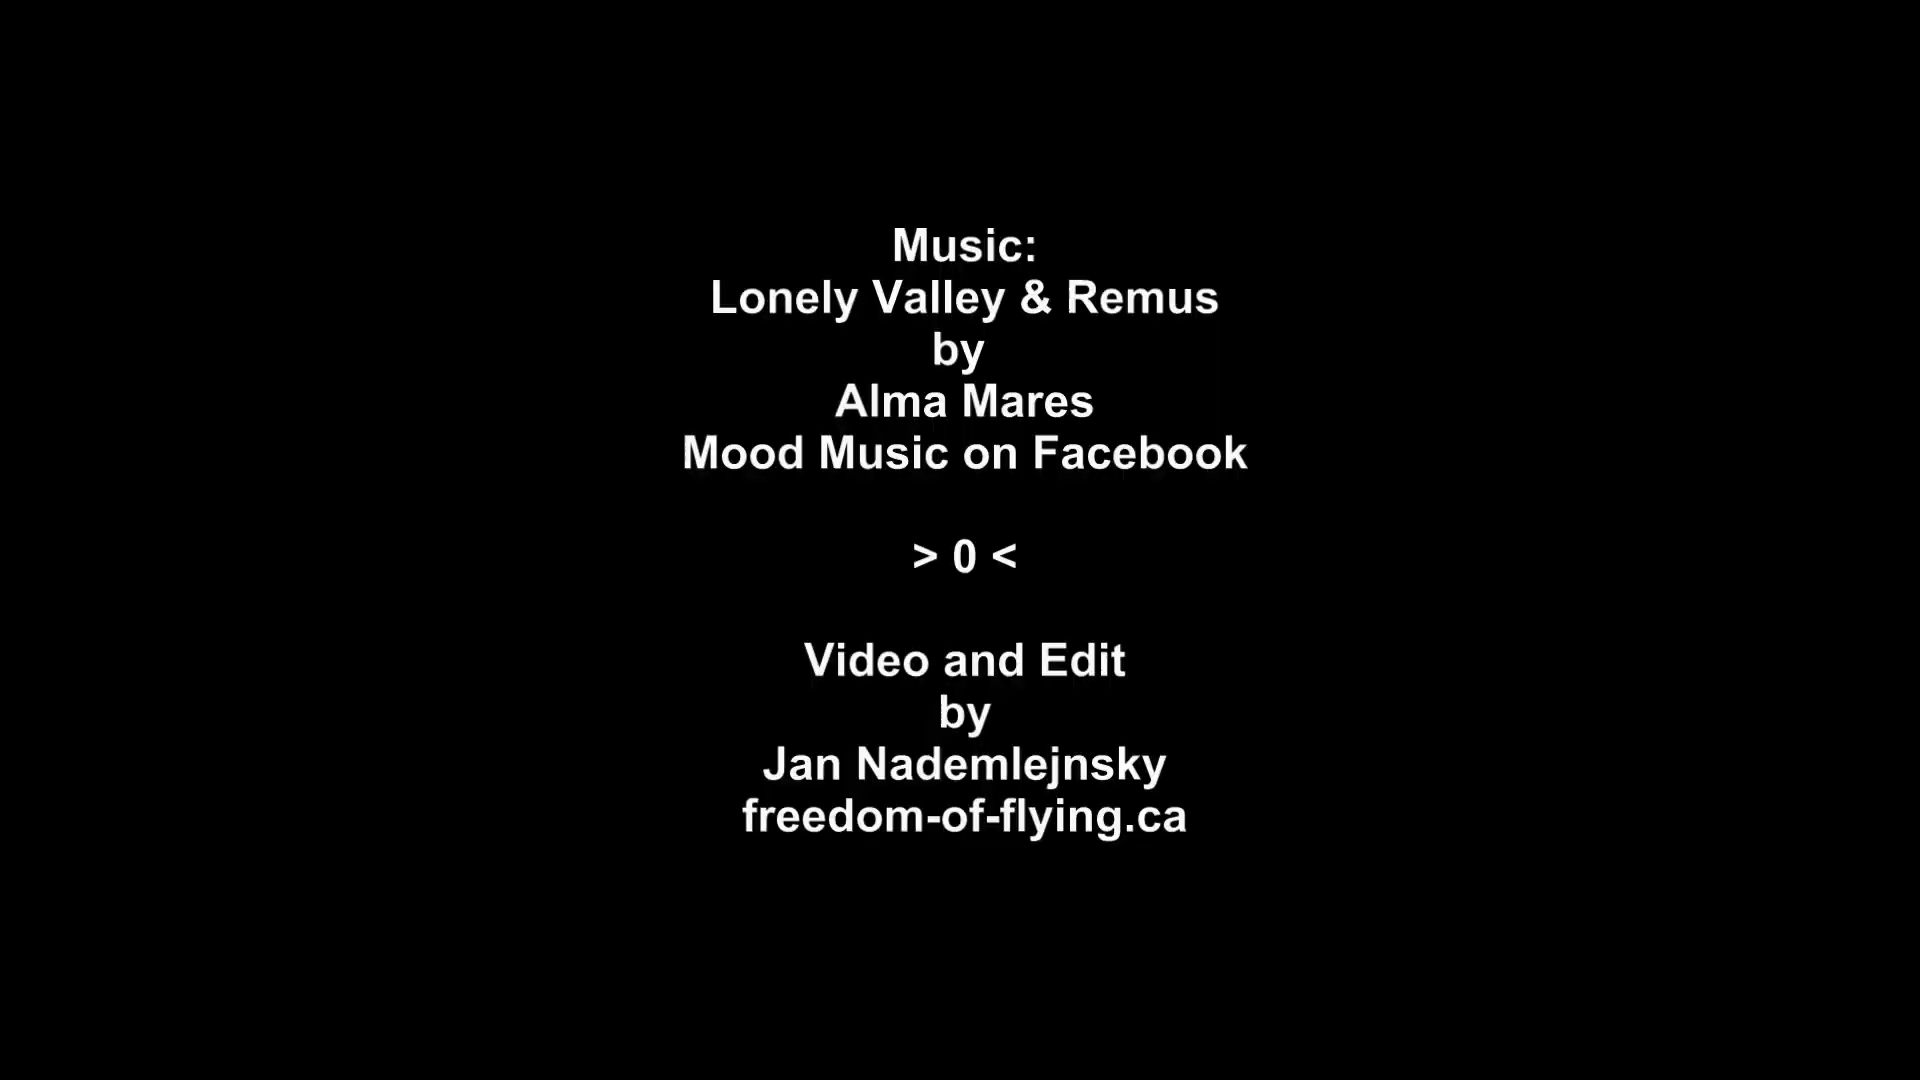 Music:
Lonely Valley & Remus
by
Alma Mares
Mood Music on Facebook
> 0 <
Video and Edit
by
Jan Nademlejnsky
freedom-of-flying.ca